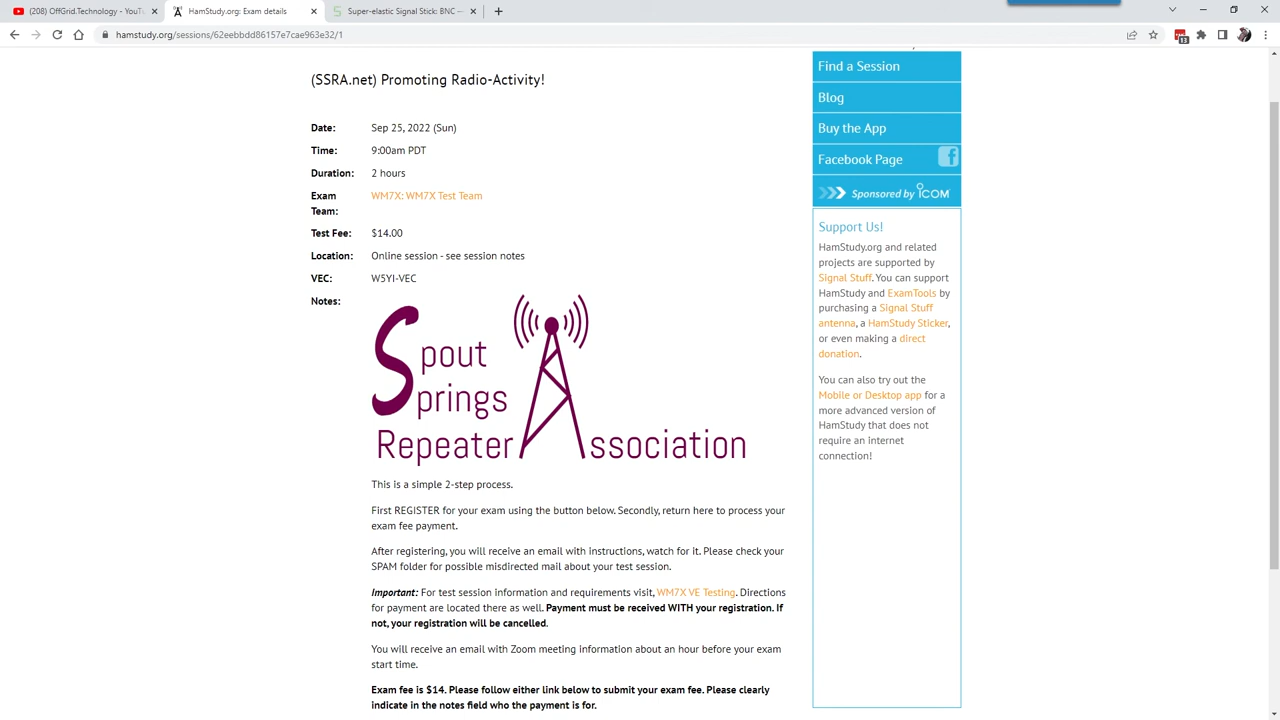 (208) OffGrid.Technology - YouT
HamStudy.org: Exam details
Super-elastic Signal Stick: BNC –
hamstudy.org/sessions/62eebbdd86157e7cae963e32/1
13
(SSRA.net) Promoting Radio-Activity!
Date: Sep 25, 2022 (Sun)
Time: 9:00am PDT
Duration: 2 hours
Exam Team: WM7X: WM7X Test Team
Test Fee: $14.00
Location: Online session - see session notes
VEC: W5YI-VEC
Notes:
Spout
Springs
Repeater Association
This is a simple 2-step process.
First REGISTER for your exam using the button below. Secondly, return here to process your
exam fee payment.
After registering, you will receive an email with instructions, watch for it. Please check your
SPAM folder for possible misdirected mail about your test session.
Important: For test session information and requirements visit, WM7X VE Testing. Directions
for payment are located there as well. Payment must be received WITH your registration. If
not, your registration will be cancelled.
You will receive an email with Zoom meeting information about an hour before your exam
start time.
Exam fee is $14. Please follow either link below to submit your exam fee. Please clearly
indicate in the notes field who the payment is for.
Find a Session
Blog
Buy the App
Facebook Page
Sponsored by ICOM
Support Us!
HamStudy.org and related
projects are supported by
Signal Stuff. You can support
HamStudy and ExamTools by
purchasing a Signal Stuff
antenna, a HamStudy Sticker,
or even making a direct
donation.
You can also try out the
Mobile or Desktop app for a
more advanced version of
HamStudy that does not
require an internet
connection!